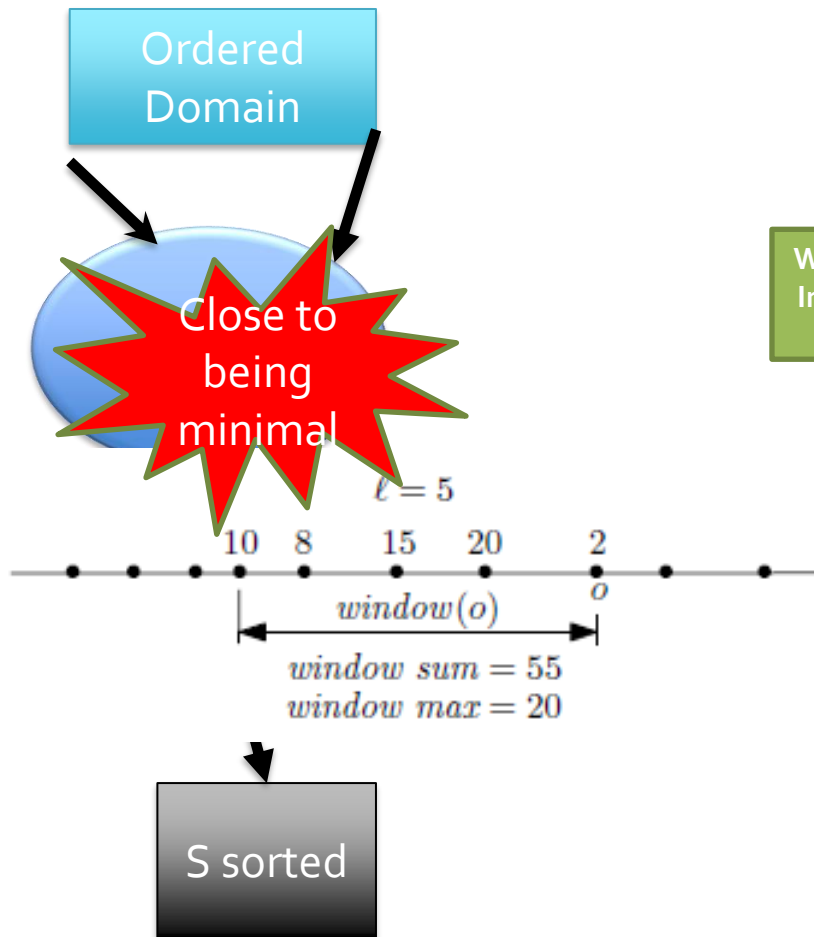 Ordered
Domain
Close to
being
minimal
ℓ = 5
10 8 15 20 2
o
window(o)
window sum = 55
window max = 20
S sorted